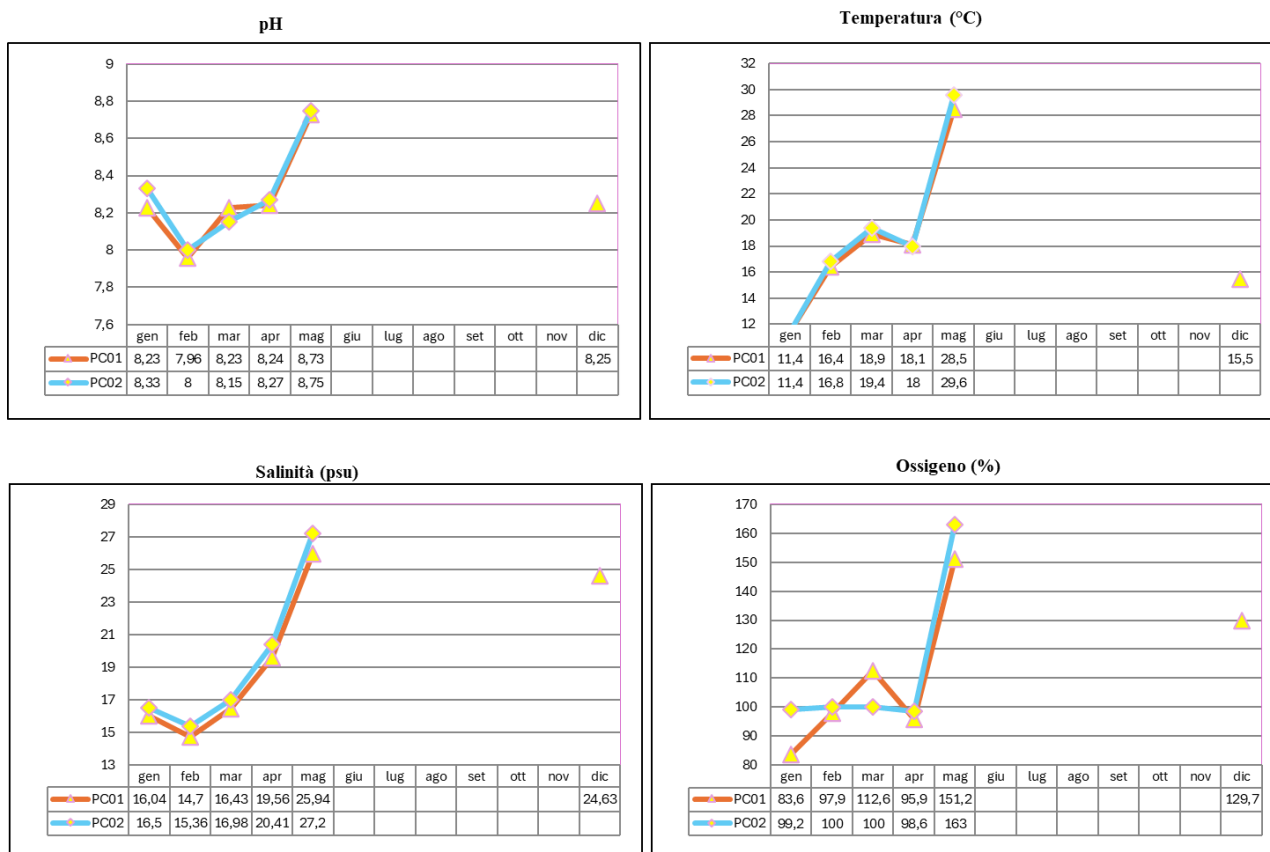 pH
9
8,8
8,6
8,4
8,2
8
7,8
7,6
gen feb mar apr mag giu lug ago set ott nov dic
PC01 8,23 7,96 8,23 8,24 8,73 8,25
PC02 8,33 8 8,15 8,27 8,75
Temperatura (°C)
32
30
28
26
24
22
20
18
16
14
12
gen feb mar apr mag giu lug ago set ott nov dic
PC01 11,4 16,4 18,9 18,1 28,5 15,5
PC02 11,4 16,8 19,4 18 29,6
Salinità (psu)
29
27
25
23
21
19
17
15
13
gen feb mar apr mag giu lug ago set ott nov dic
PC01 16,04 14,7 16,43 19,56 25,94 24,63
PC02 16,5 15,36 16,98 20,41 27,2
Ossigeno (%)
170
160
150
140
130
120
110
100
90
80
gen feb mar apr mag giu lug ago set ott nov dic
PC01 83,6 97,9 112,6 95,9 151,2 129,7
PC02 99,2 100 100 98,6 163